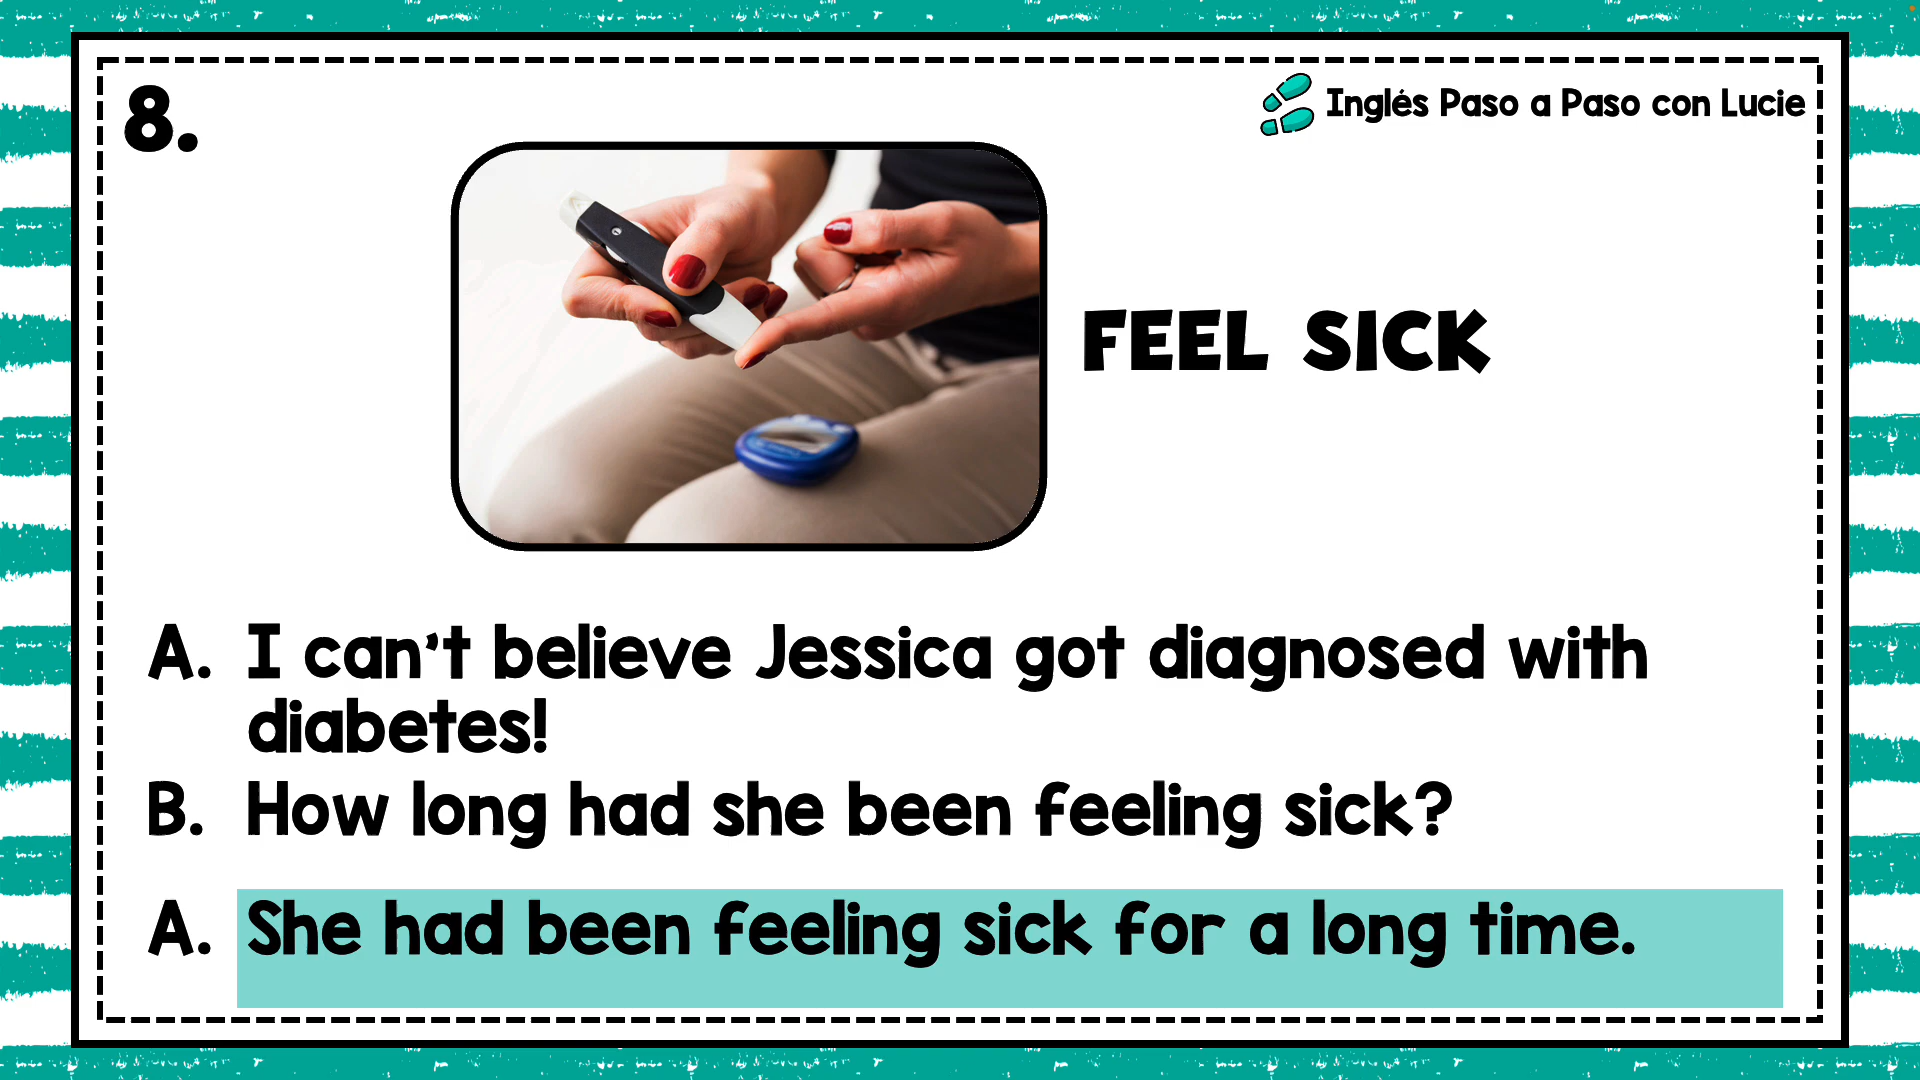 8.
Inglés Paso a Paso con Lucie
FEEL SICK
A. I can't believe Jessica got diagnosed with
diabetes!
B. How long had she been feeling sick?
A. She had been feeling sick for a long time.